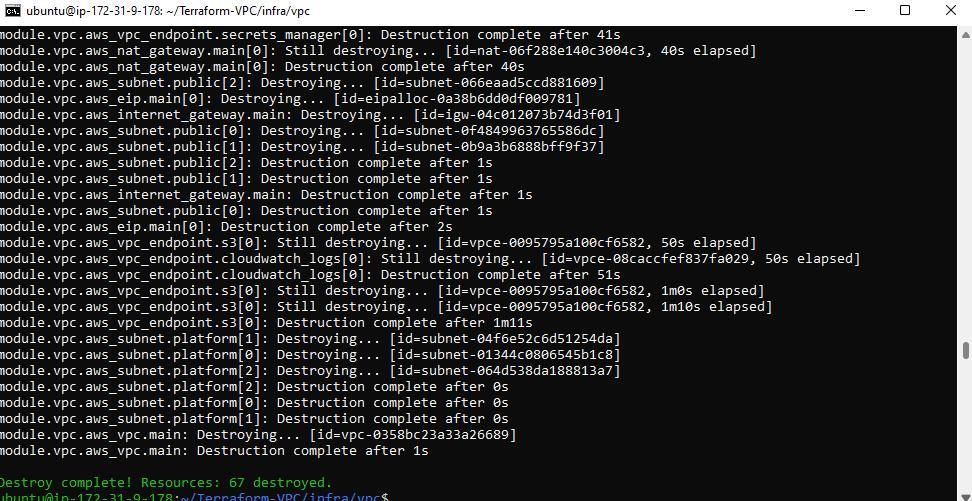 ubuntu@ip-172-31-9-178: ~/Terraform-VPC/infra/vpc
module.vpc.aws_vpc_endpoint.secrets_manager[0]: Destruction complete after 41s
module.vpc.aws_nat_gateway.main[0]: Still destroying... [id=nat-06f288e140c3004c3, 40s elapsed]
module.vpc.aws_nat_gateway.main[0]: Destruction complete after 40s
module.vpc.aws_subnet.public[2]: Destroying... [id=subnet-066eaad5ccd881609]
module.vpc.aws_eip.main[0]: Destroying... [id=eipalloc-0a38b6dd0df009781]
module.vpc.aws_internet_gateway.main: Destroying... [id=igw-04c012073b74d3f01]
module.vpc.aws_subnet.public[0]: Destroying... [id=subnet-0f4849963765586dc]
module.vpc.aws_subnet.public[1]: Destroying... [id=subnet-0b9a3b6888bff9f37]
module.vpc.aws_subnet.public[2]: Destruction complete after 1s
module.vpc.aws_subnet.public[1]: Destruction complete after 1s
module.vpc.aws_internet_gateway.main: Destruction complete after 1s
module.vpc.aws_subnet.public[0]: Destruction complete after 1s
module.vpc.aws_eip.main[0]: Destruction complete after 2s
module.vpc.aws_vpc_endpoint.s3[0]: Still destroying... [id=vpce-0095795a100cf6582, 50s elapsed]
module.vpc.aws_vpc_endpoint.cloudwatch_logs[0]: Still destroying... [id=vpce-08caccfef837fa029, 50s elapsed]
module.vpc.aws_vpc_endpoint.cloudwatch_logs[0]: Destruction complete after 51s
module.vpc.aws_vpc_endpoint.s3[0]: Still destroying... [id=vpce-0095795a100cf6582, 1m0s elapsed]
module.vpc.aws_vpc_endpoint.s3[0]: Still destroying... [id=vpce-0095795a100cf6582, 1m10s elapsed]
module.vpc.aws_vpc_endpoint.s3[0]: Destruction complete after 1m11s
module.vpc.aws_subnet.platform[1]: Destroying... [id=subnet-04f6e52c6d51254da]
module.vpc.aws_subnet.platform[0]: Destroying... [id=subnet-01344c0806545b1c8]
module.vpc.aws_subnet.platform[2]: Destroying... [id=subnet-064d538da188813a7]
module.vpc.aws_subnet.platform[2]: Destruction complete after 0s
module.vpc.aws_subnet.platform[0]: Destruction complete after 0s
module.vpc.aws_subnet.platform[1]: Destruction complete after 0s
module.vpc.aws_vpc.main: Destroying... [id=vpc-0358bc23a33a26689]
module.vpc.aws_vpc.main: Destruction complete after 1s
Destroy complete! Resources: 67 destroyed.
ubuntu@ip-172-31-9-178:~/Terraform-VPC/infra/vpc$